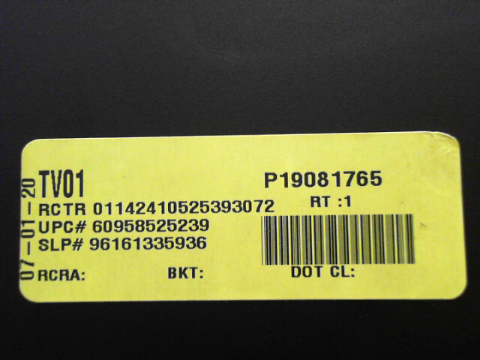 07-01-20
TV01 P19081765
RCTR 01142410525393072 RT :1
UPC# 60958525239
SLP# 96161335936
RCRA: BKT: DOT CL: